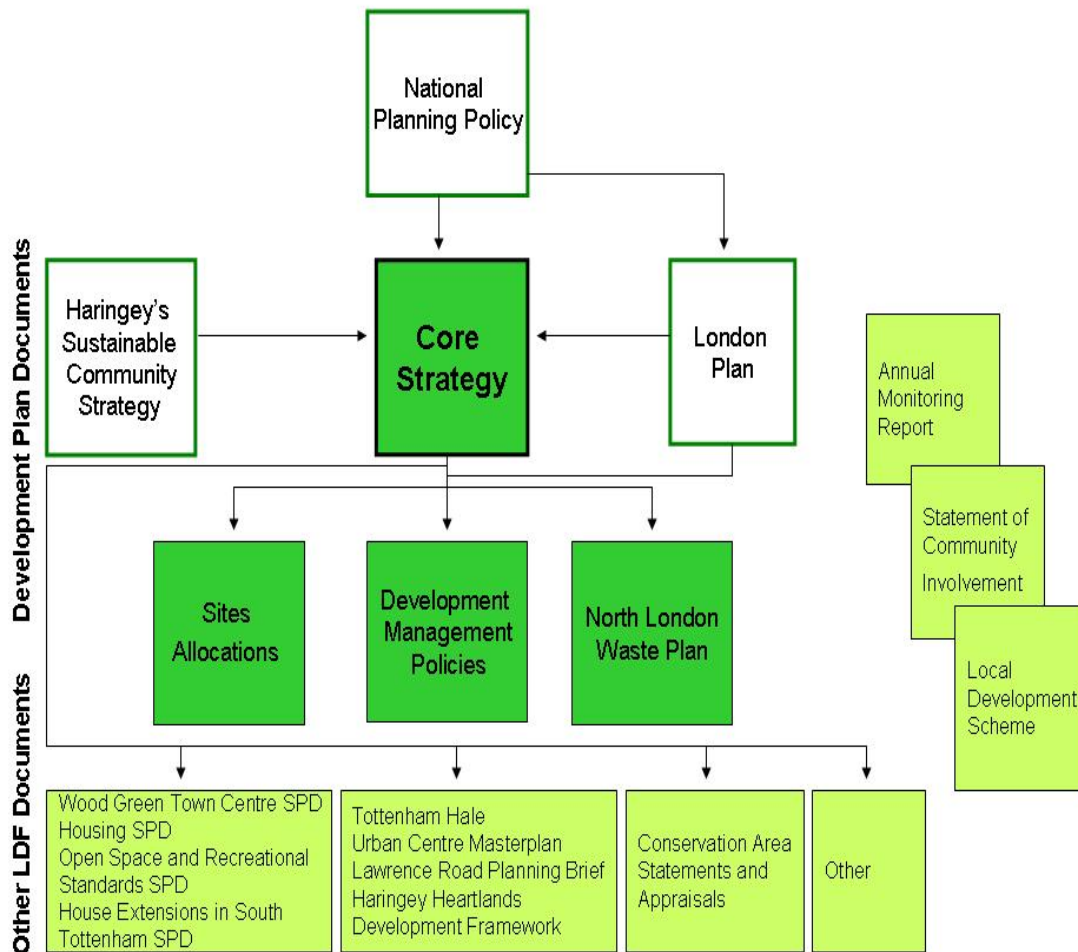 National
Planning Policy
Development Plan Documents
Haringey's
Sustainable
Community
Strategy
Core
Strategy
London
Plan
Annual
Monitoring
Report
Statement of
Community
Involvement
Local
Development
Scheme
Sites
Allocations
Development
Management
Policies
North London
Waste Plan
Other LDF Documents
Wood Green Town Centre SPD
Housing SPD
Open Space and Recreational
Standards SPD
House Extensions in South
Tottenham SPD
Tottenham Hale
Urban Centre Masterplan
Lawrence Road Planning Brief
Haringey Heartlands
Development Framework
Conservation Area
Statements and
Appraisals
Other